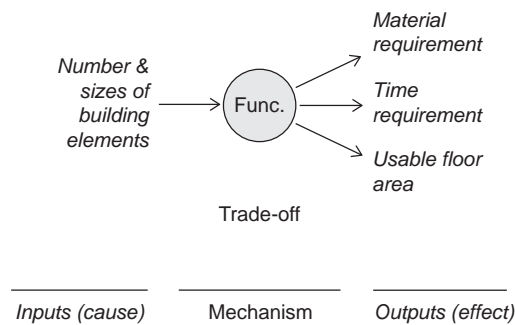 Number &
sizes of
building
elements
Func.
Material
requirement
Time
requirement
Usable floor
area
Trade-off
Inputs (cause)
Mechanism
Outputs (effect)